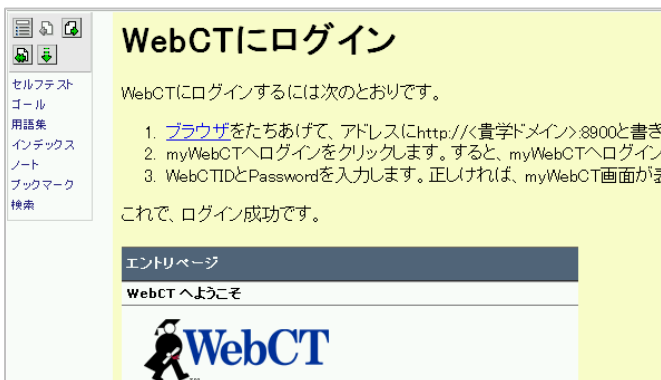 WebCTにログイン
セルフテスト
ゴール
用語集
インデックス
ノート
ブックマーク
検索
WebCTにログインするには次のとおりです。
1. ブラウザをたちあげて、アドレスにhttp://<貴学ドメイン>:8900と書き
2. myWebCTへログインをクリックします。すると、myWebCTへログイン
3. WebCTIDとPasswordを入力します。正しければ、myWebCT画面が表
これで、ログイン成功です。
エントリページ
WebCT へようこそ
WebCT